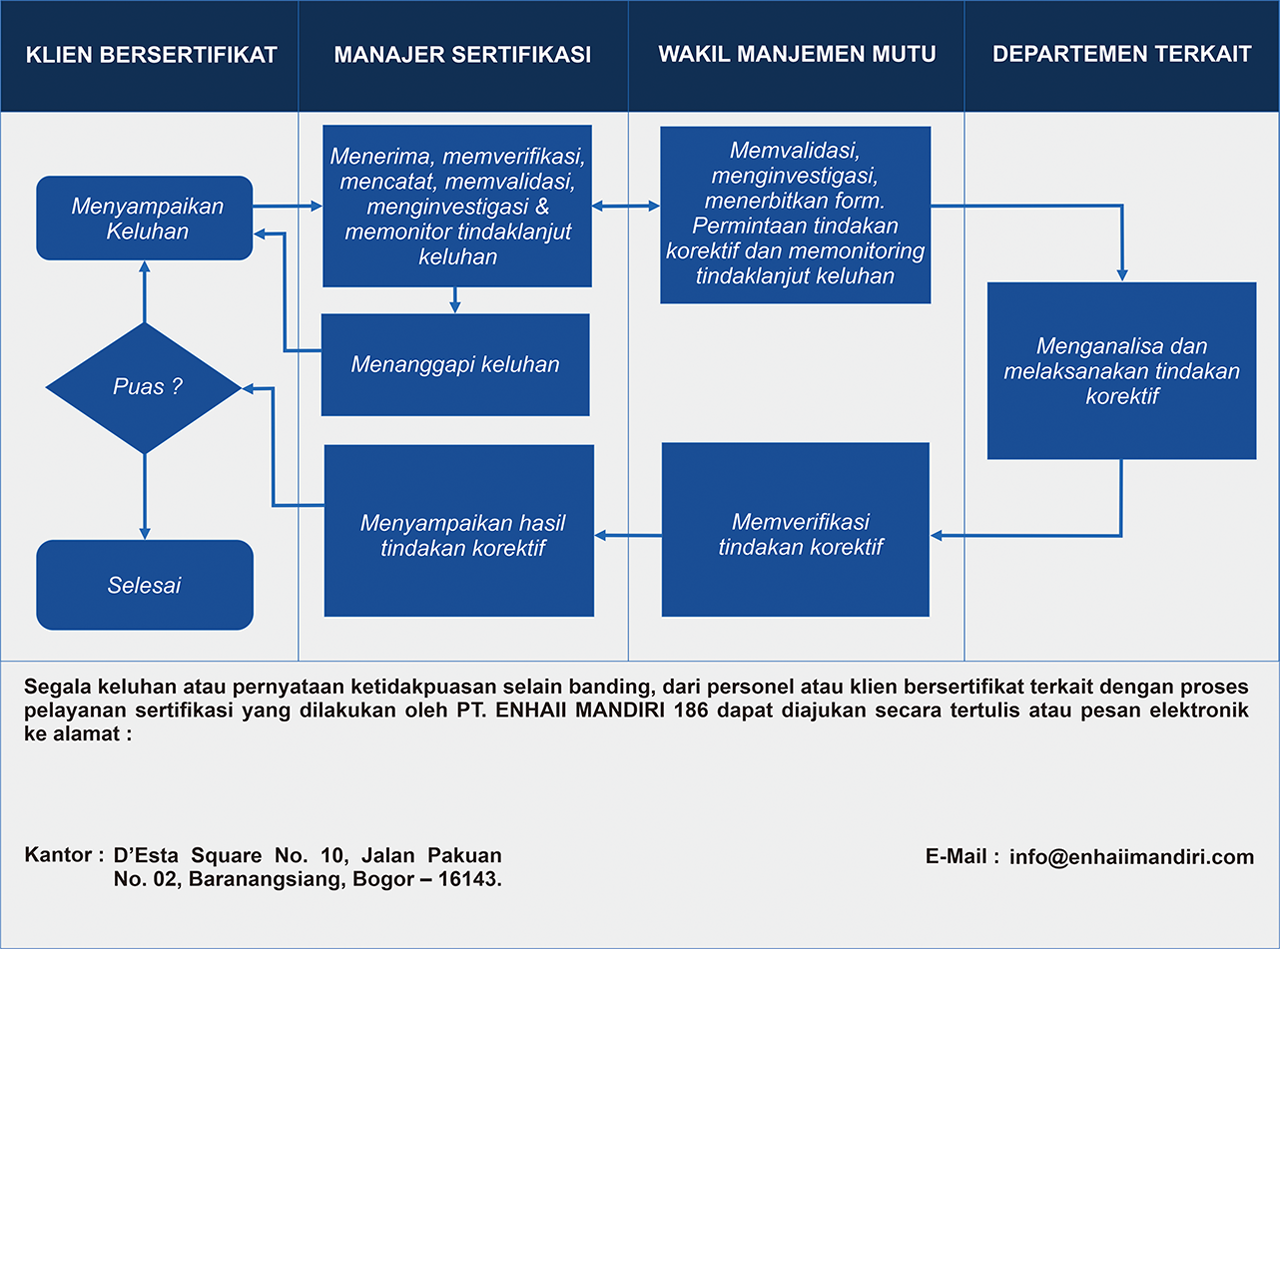 KLIEN BERSERTIFIKAT
MANAJER SERTIFIKASI
WAKIL MANJEMEN MUTU
DEPARTEMEN TERKAIT
Menyampaikan
Keluhan
Menerima, memverifikasi,
mencatat, memvalidasi,
menginvestigasi &
memonitor tindaklanjut
keluhan
Memvalidasi,
menginvestigasi,
menerbitkan form.
Permintaan tindakan
korektif dan memonitoring
tindaklanjut keluhan
Menganalisa dan
melaksanakan tindakan
korektif
Menanggapi keluhan
Puas ?
Menyampaikan hasil
tindakan korektif
Memverifikasi
tindakan korektif
Selesai
Segala keluhan atau pernyataan ketidakpuasan selain banding, dari personel atau klien bersertifikat terkait dengan proses
pelayanan sertifikasi yang dilakukan oleh PT. ENHAII MANDIRI 186 dapat diajukan secara tertulis atau pesan elektronik
ke alamat :
Kantor : D’Esta Square No. 10, Jalan Pakuan
No. 02, Baranangsiang, Bogor – 16143.
E-Mail : info@enhaiimandiri.com